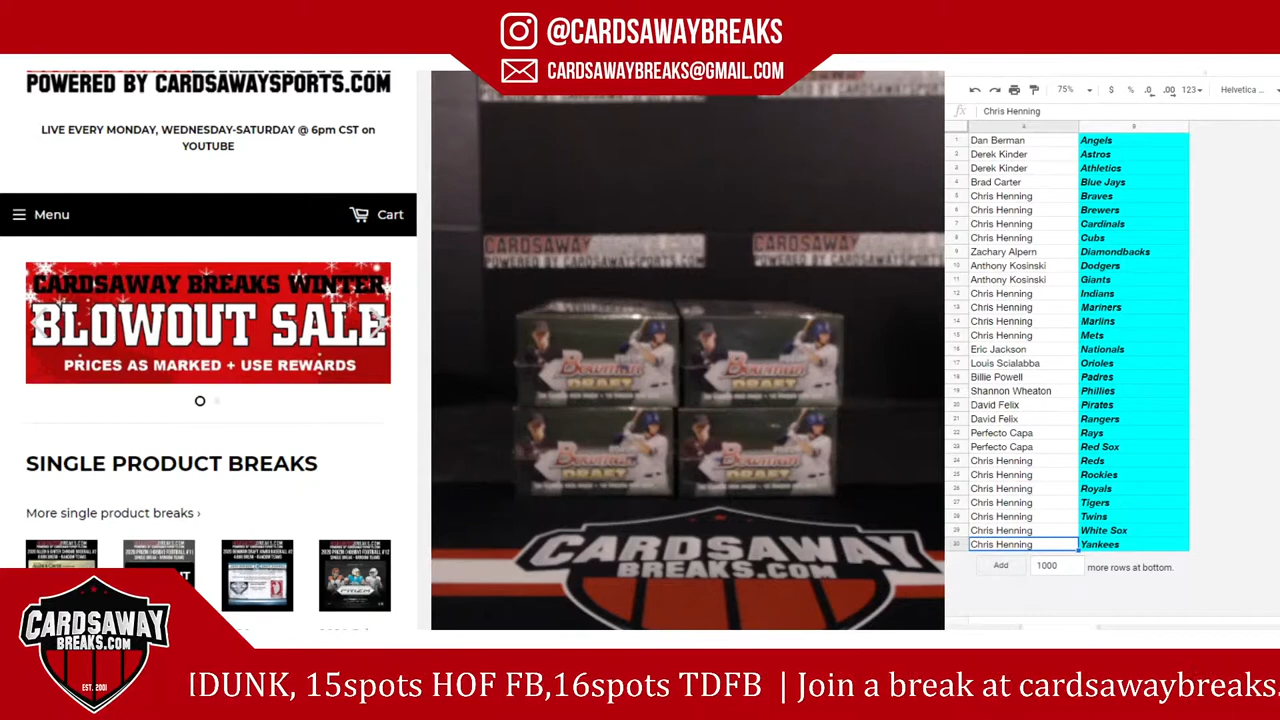 @CARDSAWAYBREAKS
CARDSAWAYBREAKS@GMAIL.COM
POWERED BY CARDSAWAYSPORTS.COM
LIVE EVERY MONDAY, WEDNESDAY-SATURDAY @ 6pm CST on
YOUTUBE
Menu
Cart
CARDSAWAY BREAKS WINTER
BLOWOUT SALE
PRICES AS MARKED + USE REWARDS
SINGLE PRODUCT BREAKS
More single product breaks ›
PRIZM
CARDSAWAY
POWERED BY CARDSAWAYSPORTS.COM
CARDSAWAY
POWERED BY CARDSAWAYSPORTS.COM
Bowman
DRAFT
Bowman
DRAFT
Bowman
DRAFT
Bowman
DRAFT
CARDSAWAY
BREAKS.COM
75%
$ % .0 .00 123
Helvetica ...
fx Chris Henning
A B
1 Dan Berman Angels
2 Derek Kinder Astros
3 Derek Kinder Athletics
4 Brad Carter Blue Jays
5 Chris Henning Braves
6 Chris Henning Brewers
7 Chris Henning Cardinals
8 Chris Henning Cubs
9 Zachary Alpern Diamondbacks
10 Anthony Kosinski Dodgers
11 Anthony Kosinski Giants
12 Chris Henning Indians
13 Chris Henning Mariners
14 Chris Henning Marlins
15 Chris Henning Mets
16 Eric Jackson Nationals
17 Louis Scialabba Orioles
18 Billie Powell Padres
19 Shannon Wheaton Phillies
20 David Felix Pirates
21 David Felix Rangers
22 Perfecto Capa Rays
23 Perfecto Capa Red Sox
24 Chris Henning Reds
25 Chris Henning Rockies
26 Chris Henning Royals
27 Chris Henning Tigers
28 Chris Henning Twins
29 Chris Henning White Sox
30 Chris Henning Yankees
Add 1000 more rows at bottom.
CARDSAWAY
BREAKS.COM
EST. 2001
DUNK, 15spots HOF FB,16spots TDFB | Join a break at cardsawaybreaks.